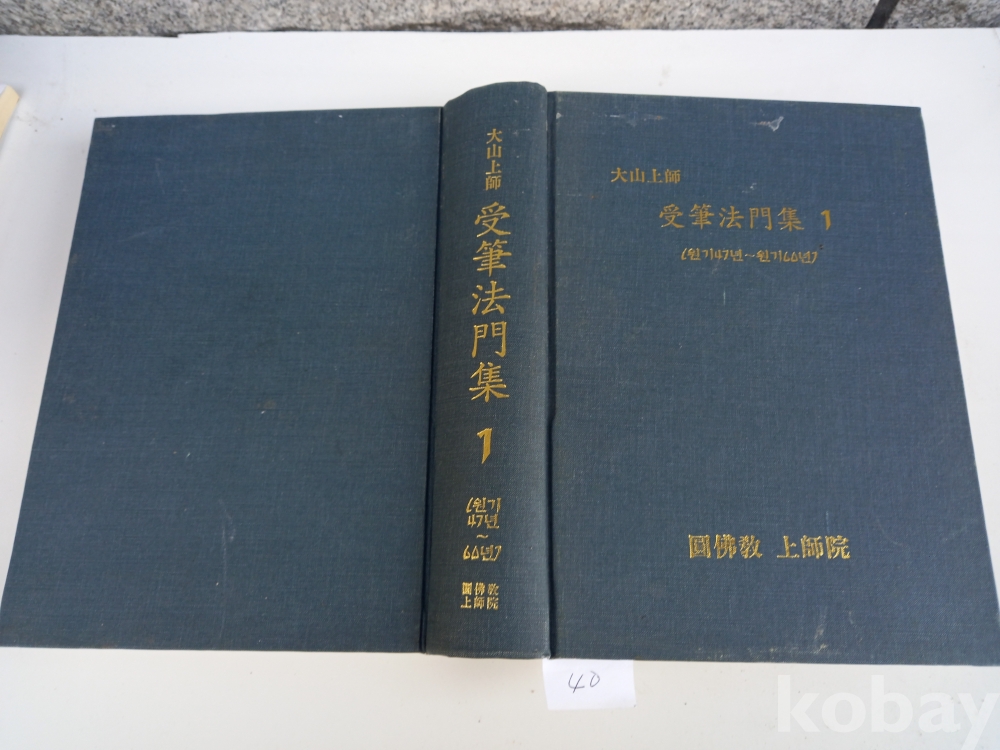 大山上師
受筆法門集
1
(원기
47년
~
60년)
圓佛敎
上師院
大山上師
受筆法門集 1
(원기47년~원기60년)
圓佛敎 上師院
40
kobay